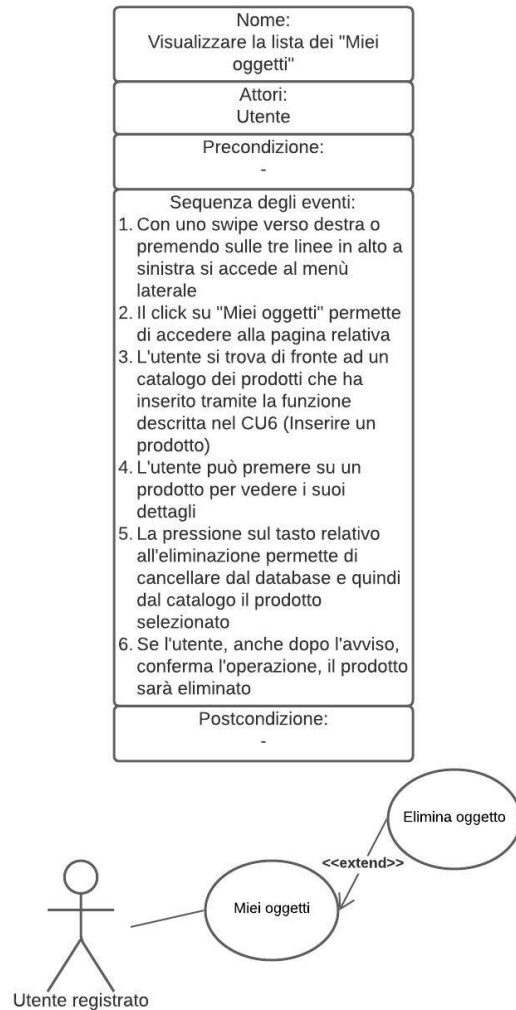 Nome:
Visualizzare la lista dei "Miei
oggetti"
Attori:
Utente
Precondizione:
-
Sequenza degli eventi:
1. Con uno swipe verso destra o
premendo sulle tre linee in alto a
sinistra si accede al menù
laterale
2. Il click su "Miei oggetti" permette
di accedere alla pagina relativa
3. L'utente si trova di fronte ad un
catalogo dei prodotti che ha
inserito tramite la funzione
descritta nel CU6 (Inserire un
prodotto)
4. L'utente può premere su un
prodotto per vedere i suoi
dettagli
5. La pressione sul tasto relativo
all'eliminazione permette di
cancellare dal database e quindi
dal catalogo il prodotto
selezionato
6. Se l'utente, anche dopo l'avviso,
conferma l'operazione, il prodotto
sarà eliminato
Postcondizione:
-
Elimina oggetto
<<extend>>
Miei oggetti
Utente registrato